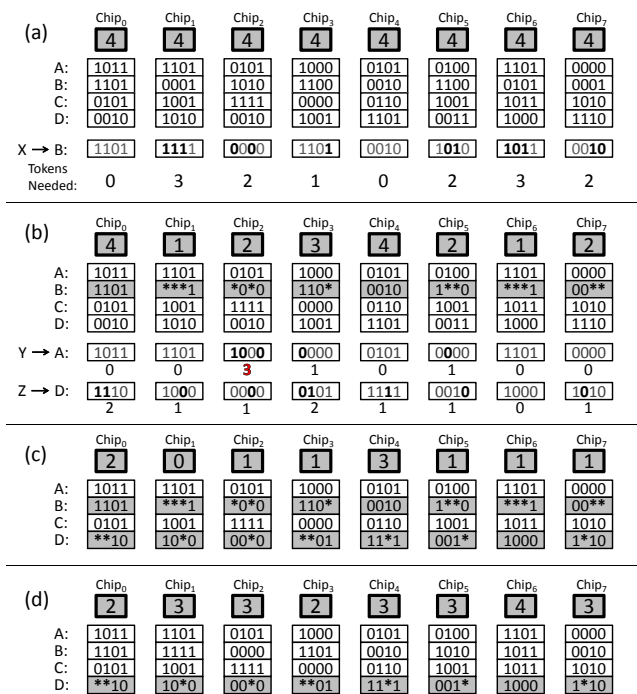 (a) Chip0 Chip1 Chip2 Chip3 Chip4 Chip5 Chip6 Chip7
4 4 4 4 4 4 4 4
A: 1011 1101 0101 1000 0101 0100 1101 0000
B: 1101 0001 1010 1100 0010 1100 0101 0001
C: 0101 1001 1111 0000 0110 1001 1011 1010
D: 0010 1010 0010 1001 1101 0011 1000 1110
X → B: 1101 1111 0000 1101 0010 1010 1011 0010
Tokens
Needed: 0 3 2 1 0 2 3 2
(b) Chip0 Chip1 Chip2 Chip3 Chip4 Chip5 Chip6 Chip7
4 1 2 3 4 2 1 2
A: 1011 1101 0101 1000 0101 0100 1101 0000
B: 1101 ***1 *0*0 110* 0010 1**0 ***1 00**
C: 0101 1001 1111 0000 0110 1001 1011 1010
D: 0010 1010 0010 1001 1101 0011 1000 1110
Y → A: 1011 1101 1000 0000 0101 0000 1101 0000
0 0 3 1 0 1 0 0
Z → D: 1110 1000 0000 0101 1111 0010 1000 1010
2 1 1 2 1 1 0 1
(c) Chip0 Chip1 Chip2 Chip3 Chip4 Chip5 Chip6 Chip7
2 0 1 1 3 1 1 1
A: 1011 1101 0101 1000 0101 0100 1101 0000
B: 1101 ***1 *0*0 110* 0010 1**0 ***1 00**
C: 0101 1001 1111 0000 0110 1001 1011 1010
D: **10 10*0 00*0 **01 11*1 001* 1000 1*10
(d) Chip0 Chip1 Chip2 Chip3 Chip4 Chip5 Chip6 Chip7
2 3 3 2 3 3 4 3
A: 1011 1101 0101 1000 0101 0100 1101 0000
B: 1101 1111 0000 1101 0010 1010 1011 0010
C: 0101 1001 1111 0000 0110 1001 1011 1010
D: **10 10*0 00*0 **01 11*1 001* 1000 1*10